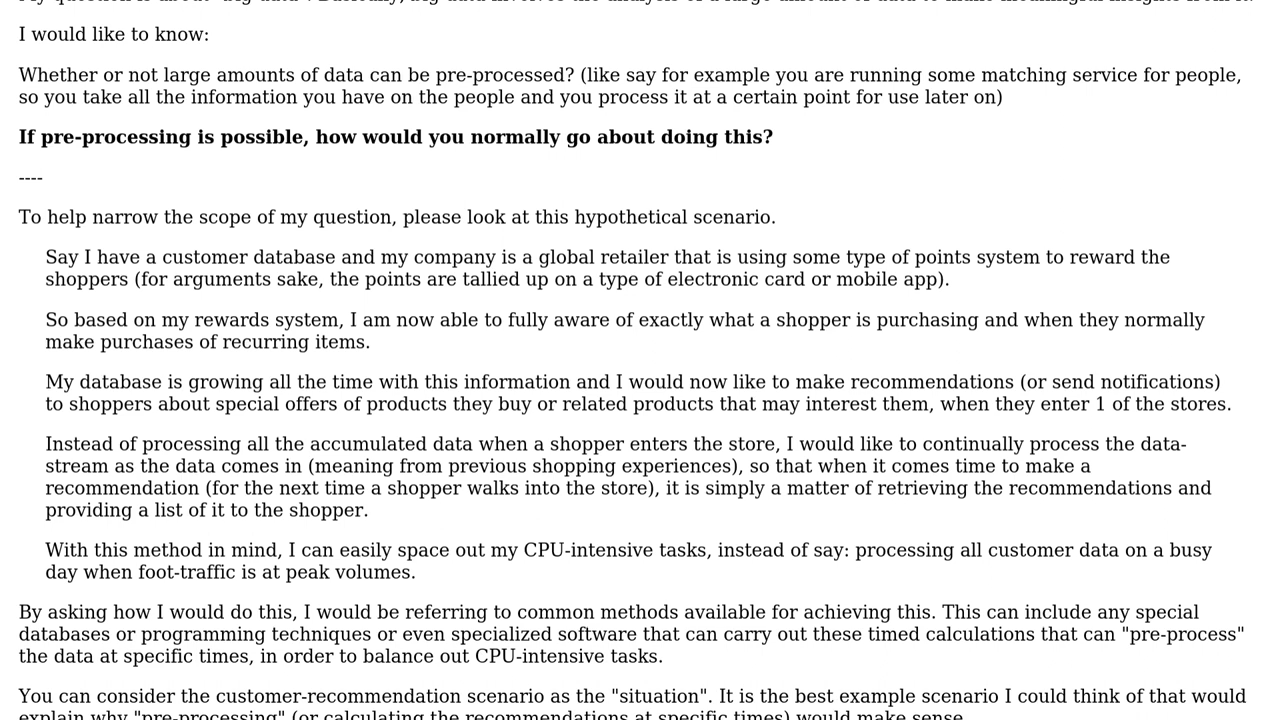 I would like to know:
Whether or not large amounts of data can be pre-processed? (like say for example you are running some matching service for people,
so you take all the information you have on the people and you process it at a certain point for use later on)
If pre-processing is possible, how would you normally go about doing this?
----
To help narrow the scope of my question, please look at this hypothetical scenario.
Say I have a customer database and my company is a global retailer that is using some type of points system to reward the
shoppers (for arguments sake, the points are tallied up on a type of electronic card or mobile app).
So based on my rewards system, I am now able to fully aware of exactly what a shopper is purchasing and when they normally
make purchases of recurring items.
My database is growing all the time with this information and I would now like to make recommendations (or send notifications)
to shoppers about special offers of products they buy or related products that may interest them, when they enter 1 of the stores.
Instead of processing all the accumulated data when a shopper enters the store, I would like to continually process the data-
stream as the data comes in (meaning from previous shopping experiences), so that when it comes time to make a
recommendation (for the next time a shopper walks into the store), it is simply a matter of retrieving the recommendations and
providing a list of it to the shopper.
With this method in mind, I can easily space out my CPU-intensive tasks, instead of say: processing all customer data on a busy
day when foot-traffic is at peak volumes.
By asking how I would do this, I would be referring to common methods available for achieving this. This can include any special
databases or programming techniques or even specialized software that can carry out these timed calculations that can "pre-process"
the data at specific times, in order to balance out CPU-intensive tasks.
You can consider the customer-recommendation scenario as the "situation". It is the best example scenario I could think of that would
explain why "pre-processing" (or calculating the recommendations at specific times) would make sense.